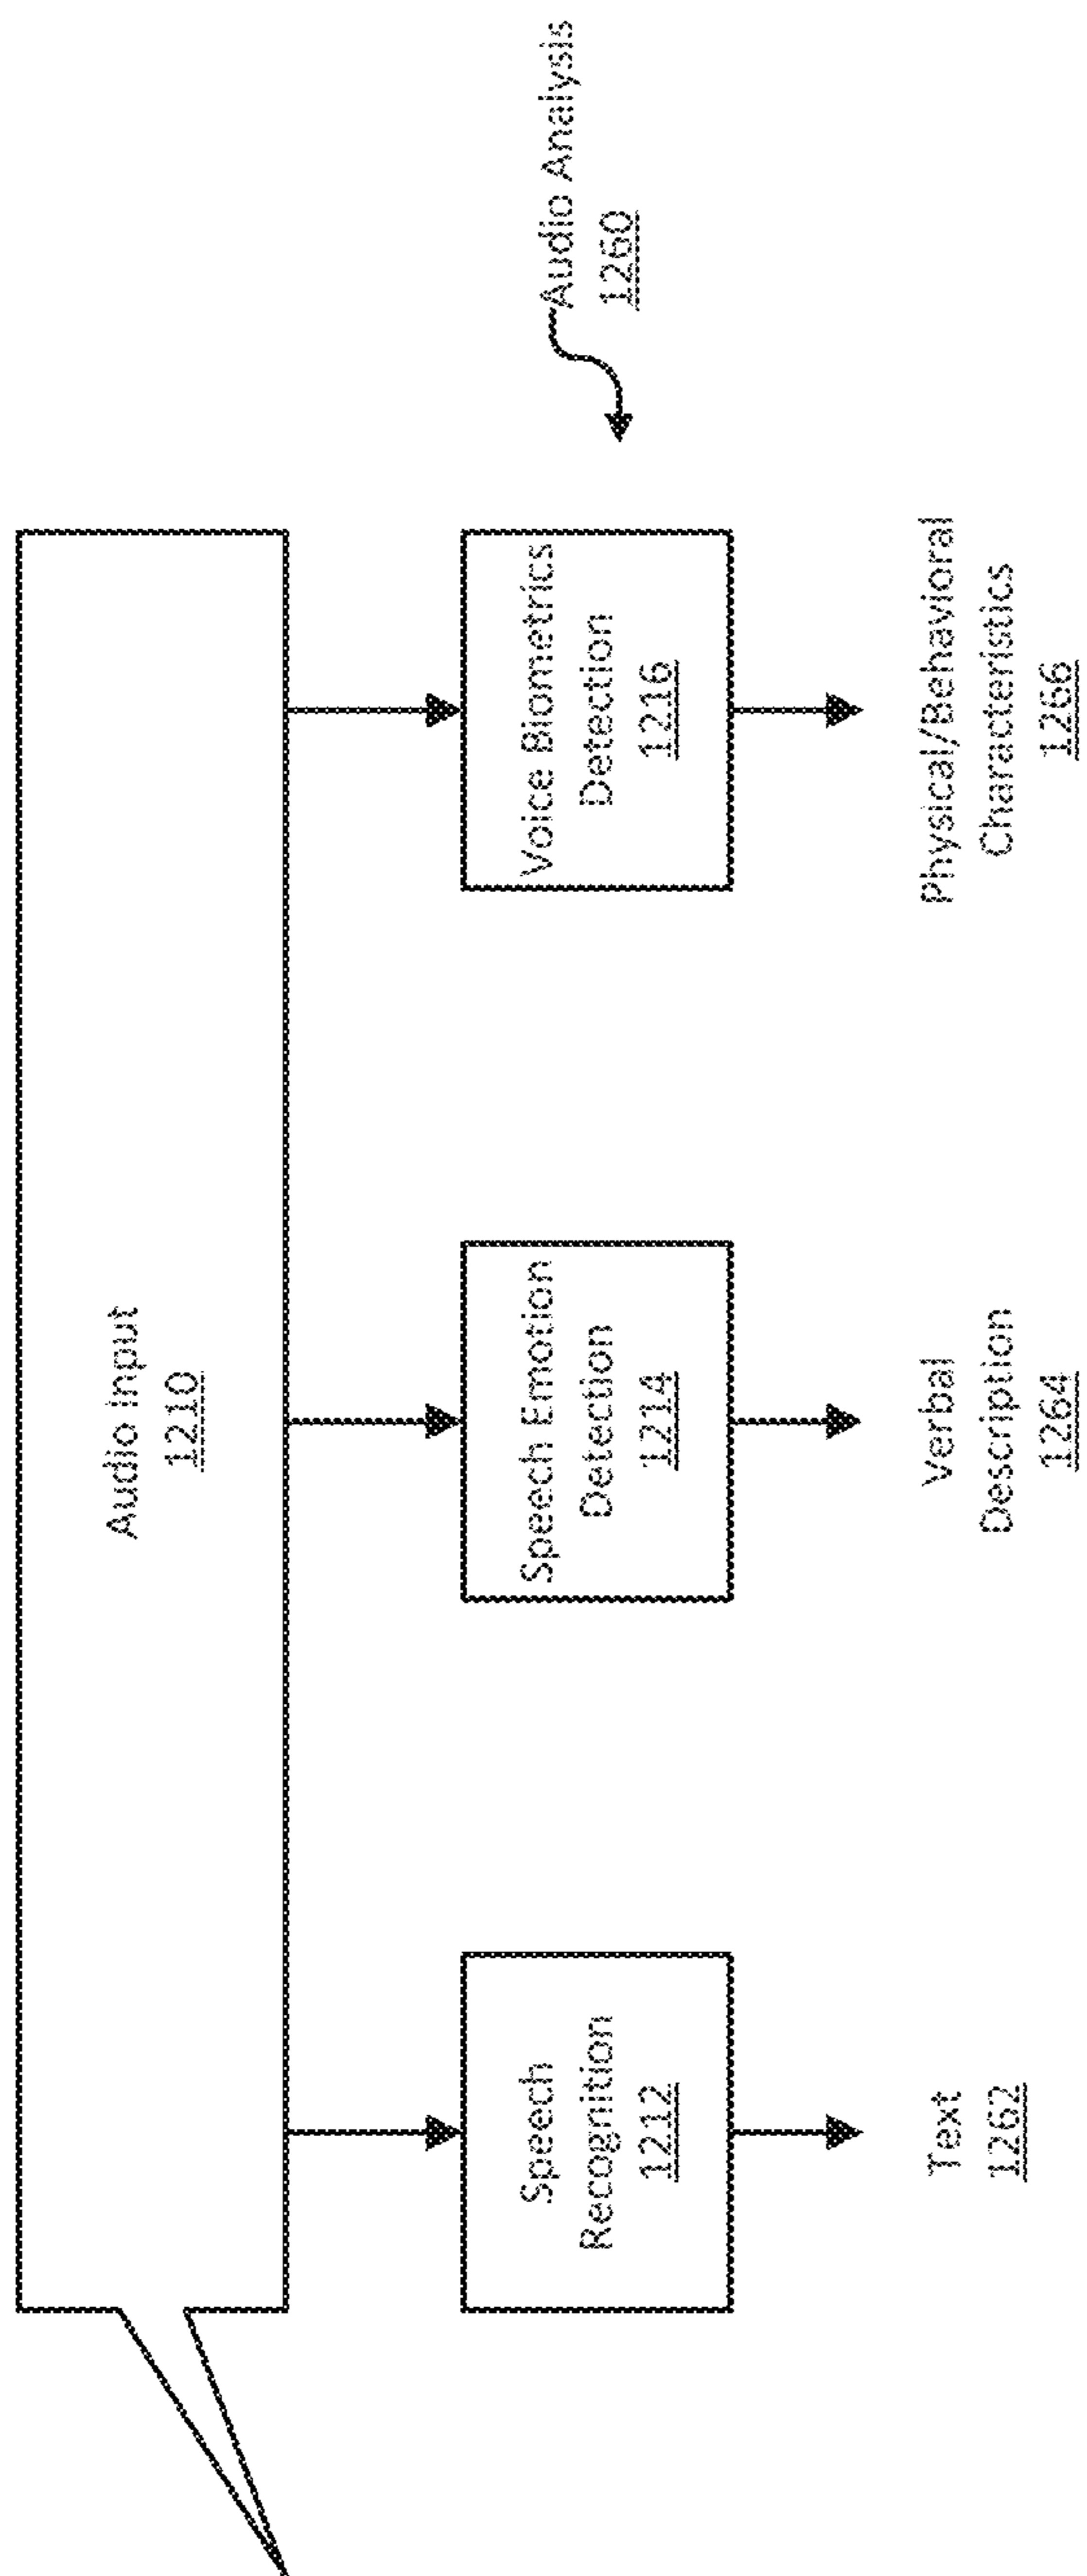 Audio Input
1210
Speech
Recognition
1212
Speech Emotion
Detection
1214
Voice Biometrics
Detection
1216
Audio Analysis
1260
Text
1262
Verbal
Description
1264
Physical/Behavioral
Characteristics
1266